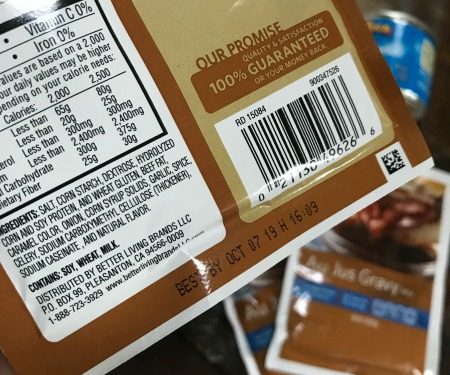 • Vitamin C 0%
• Iron 0%
values are based on a 2,000
our daily values may be higher
pending on your calorie needs:
Calories: 2,000 2,500
Less than 65g 80g
Less than 20g 25g
Less than 300mg 300mg
Less than 2,400mg 2,400mg
Carbohydrate 300g 375g
etary Fiber 25g 30g
INGREDIENTS: SALT, CORN STARCH, DEXTROSE, HYDROLYZED
CORN AND SOY PROTEIN, AND WHEAT GLUTEN, BEEF FAT,
CARAMEL COLOR, ONION, CORN SYRUP SOLIDS, GARLIC, SPICE,
CELERY, SODIUM CARBOXYMETHYL CELLULOSE (THICKENER),
SODIUM CASEINATE, AND NATURAL FLAVOR.
CONTAINS: SOY, WHEAT, MILK.
DISTRIBUTED BY BETTER LIVING BRANDS LLC
P.O. BOX 99, PLEASANTON, CA 94566-0009
1-888-723-3929 www.betterlivingbrand
OUR PROMISE
QUALITY & SATISFACTION
100% GUARANTEED
OR YOUR MONEY BACK.
RD 15084 900347526
BEST BY OCT 07 19 H 16:09
Au Jus Gravy